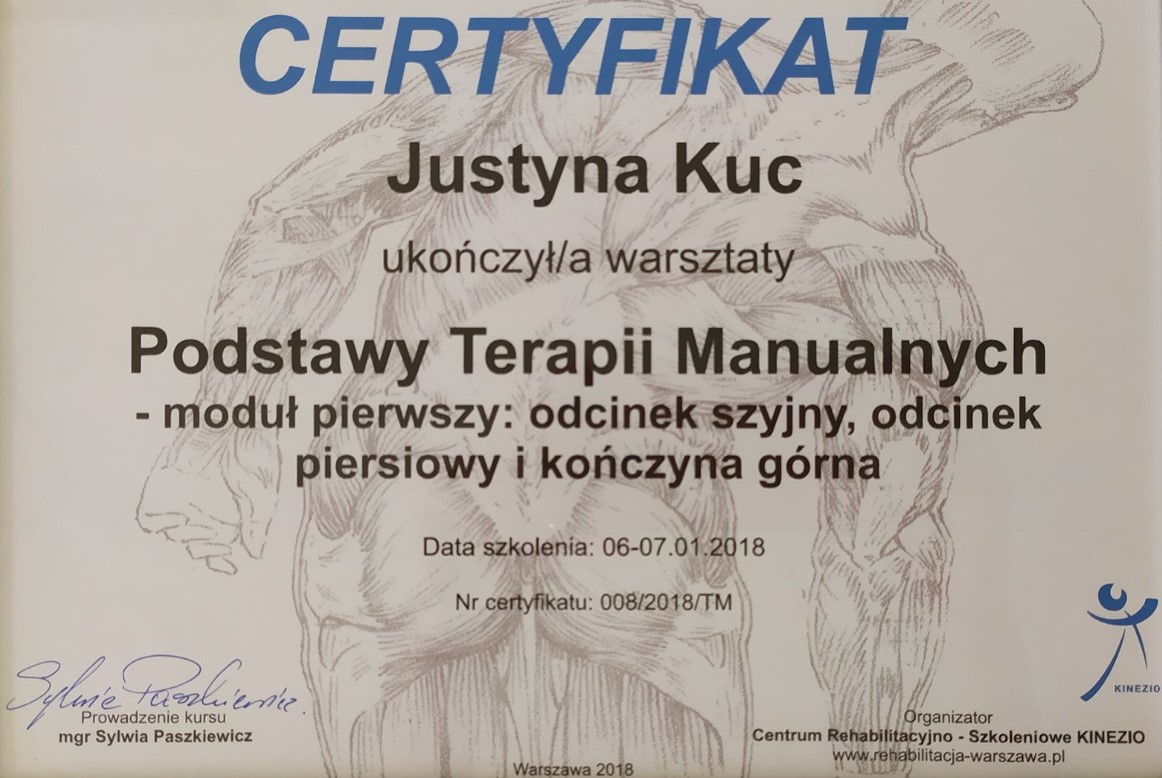 CERTYFIKAT
Justyna Kuc
ukończył/a warsztaty
Podstawy Terapii Manualnych
- moduł pierwszy: odcinek szyjny, odcinek
piersiowy i kończyna górna
Data szkolenia: 06-07.01.2018
Nr certyfikatu: 008/2018/TM
KINEZIO
Sylwia Paszkiewicz
Prowadzenie kursu
mgr Sylwia Paszkiewicz
Organizator
Centrum Rehabilitacyjno - Szkoleniowe KINEZIO
www.rehabilitacja-warszawa.pl
Warszawa 2018